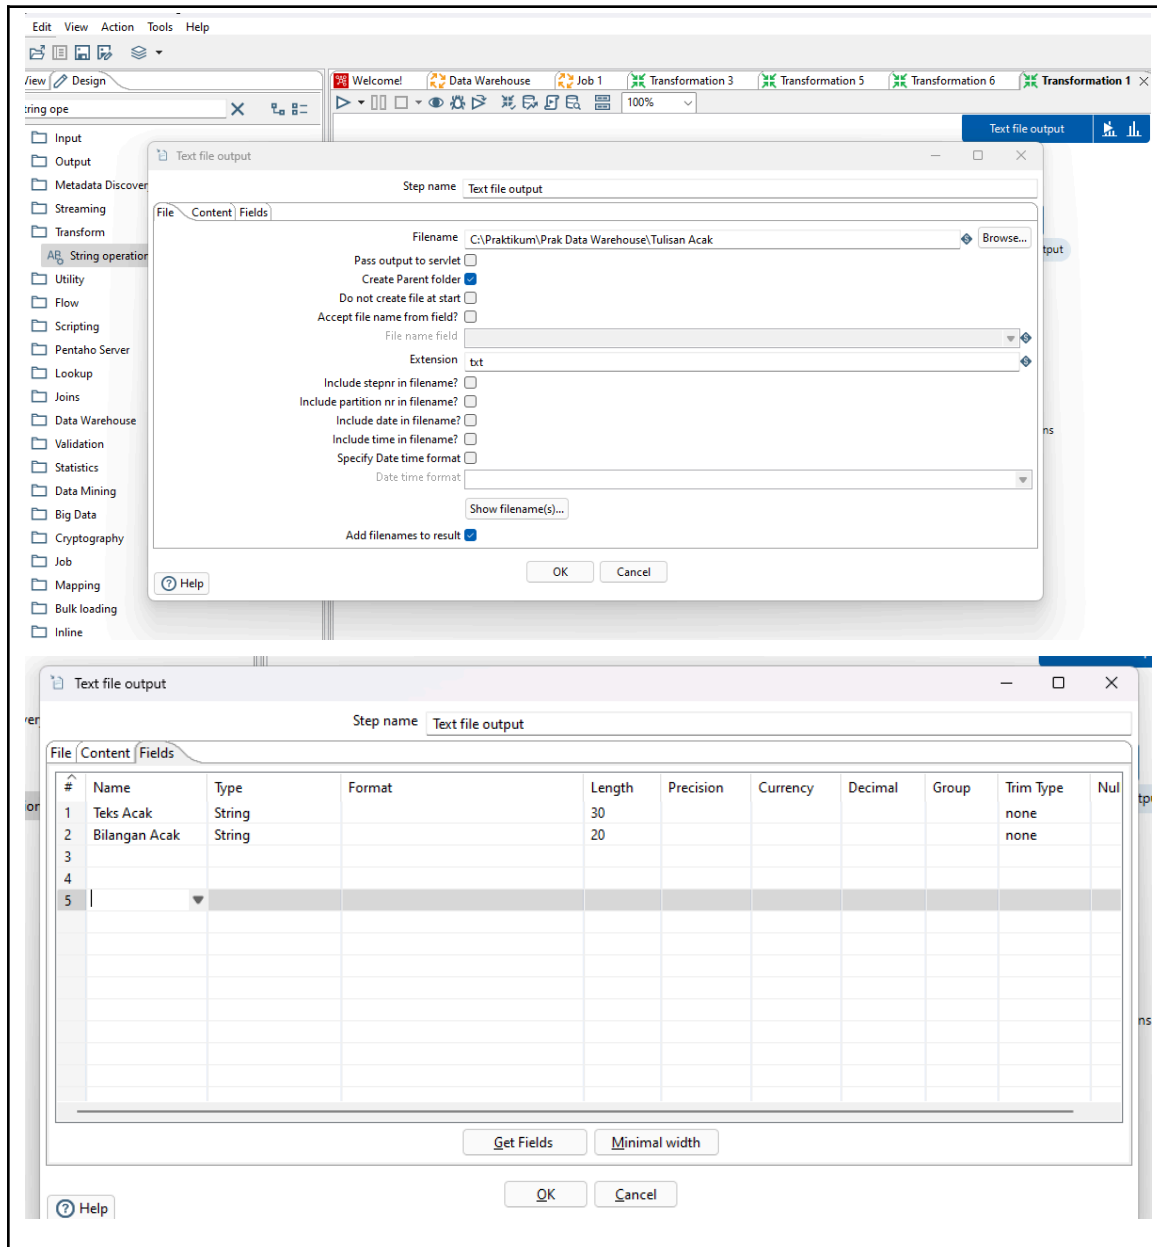 Edit View Action Tools Help
View Design
Welcome! Data Warehouse Job 1 Transformation 3 Transformation 5 Transformation 6 Transformation 1
tring ope
100%
Text file output
Input
Output
Metadata Discover
Streaming
Transform
String operation
Utility
Flow
Scripting
Pentaho Server
Lookup
Joins
Data Warehouse
Validation
Statistics
Data Mining
Big Data
Cryptography
Job
Mapping
Bulk loading
Inline
tput
ns
Text file output
Step name Text file output
File Content Fields
Filename C:\Praktikum\Prak Data Warehouse\Tulisan Acak Browse...
Pass output to servlet
Create Parent folder
Do not create file at start
Accept file name from field?
File name field
Extension txt
Include stepnr in filename?
Include partition nr in filename?
Include date in filename?
Include time in filename?
Specify Date time format
Date time format
Show filename(s)...
Add filenames to result
OK Cancel
Help
Text file output
Step name Text file output
File Content Fields
# Name Type Format Length Precision Currency Decimal Group Trim Type Nul
1 Teks Acak String 30 none
2 Bilangan Acak String 20 none
3
4
5
Get Fields Minimal width
OK Cancel
Help
ver
or
tpu
ns